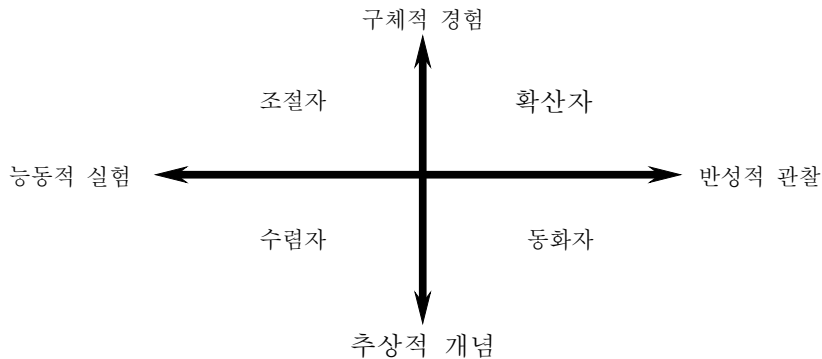 구체적 경험
조절자 확산자
능동적 실험 반성적 관찰
수렴자 동화자
추상적 개념